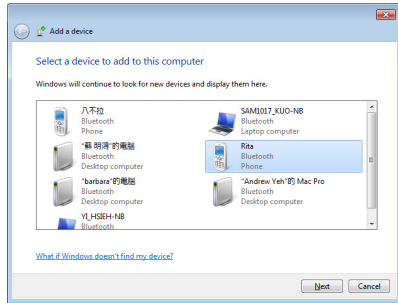 Add a device
Select a device to add to this computer
Windows will continue to look for new devices and display them here.
八不拉
Bluetooth
Phone
SAM1017_KUO-NB
Bluetooth
Laptop computer
"蘇 明鴻"的電腦
Bluetooth
Desktop computer
Rita
Bluetooth
Phone
"barbara"的電腦
Bluetooth
Desktop computer
"Andrew Yeh"的 Mac Pro
Bluetooth
Desktop computer
YI_HSIEH-NB
Bluetooth
What if Windows doesn't find my device?
Next
Cancel